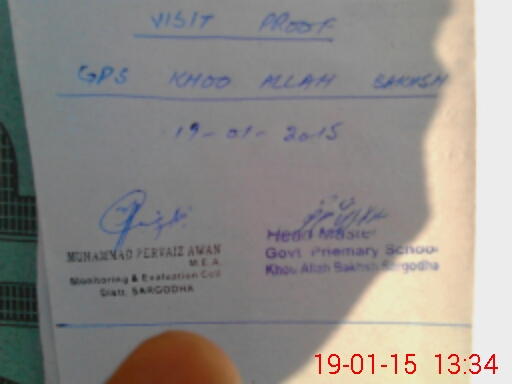 VISIT PROOF
GPS KHOO ALLAH BAKHSH
19-01-2015
MUHAMMAD PERVAIZ AWAN
M.E.A.
Monitoring & Evaluation Cell
Distt. SARGODHA
Head Master
Govt Priemary School
Khou Allah Bakhsh Sargodha
19-01-15 13:34